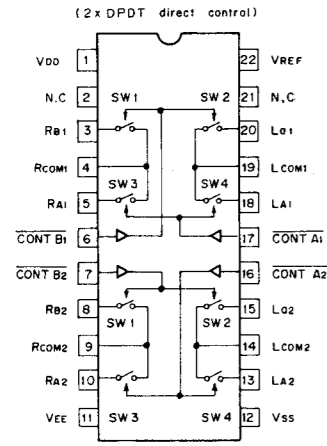 (2x DPDT direct control)
VDD 1 22 VREF
N.C 2 SW1 SW2 21 N,C
RB1 3 20 LB1
RCOM1 4 19 LCOM1
SW3 SW4
RA1 5 18 LA1
CONT B1 6 17 CONT A1
CONT B2 7 16 CONT A2
RB2 8 15 LB2
SW1 SW2
RCOM2 9 14 LCOM2
RA2 10 13 LA2
VEE 11 SW3 SW4 12 VSS